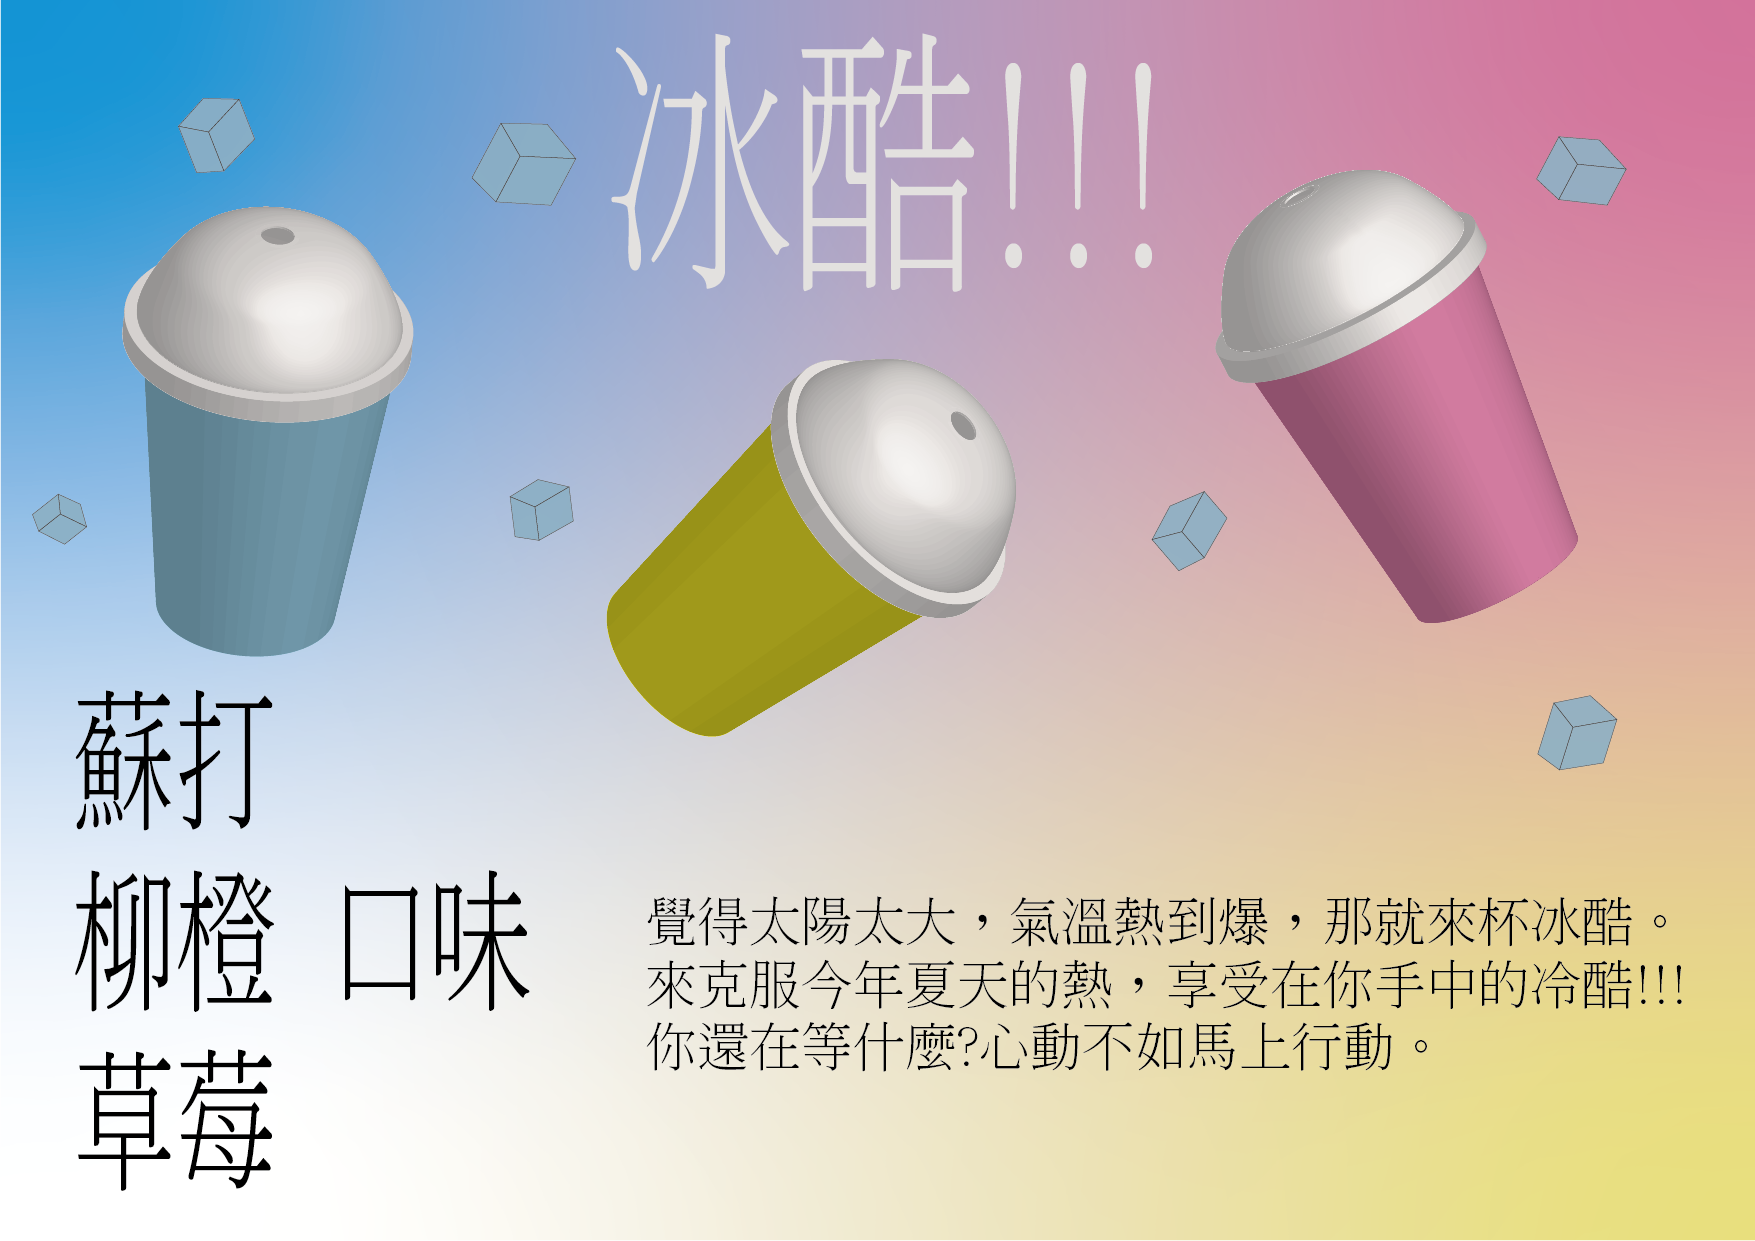 冰酷!!!
蘇打
柳橙 口味
草莓
覺得太陽太大，氣溫熱到爆，那就來杯冰酷。
來克服今年夏天的熱，享受在你手中的冷酷!!!
你還在等什麼?心動不如馬上行動。